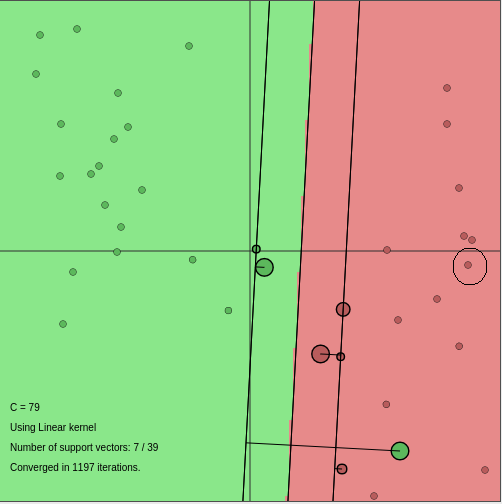 C = 79
Using Linear kernel
Number of support vectors: 7 / 39
Converged in 1197 iterations.